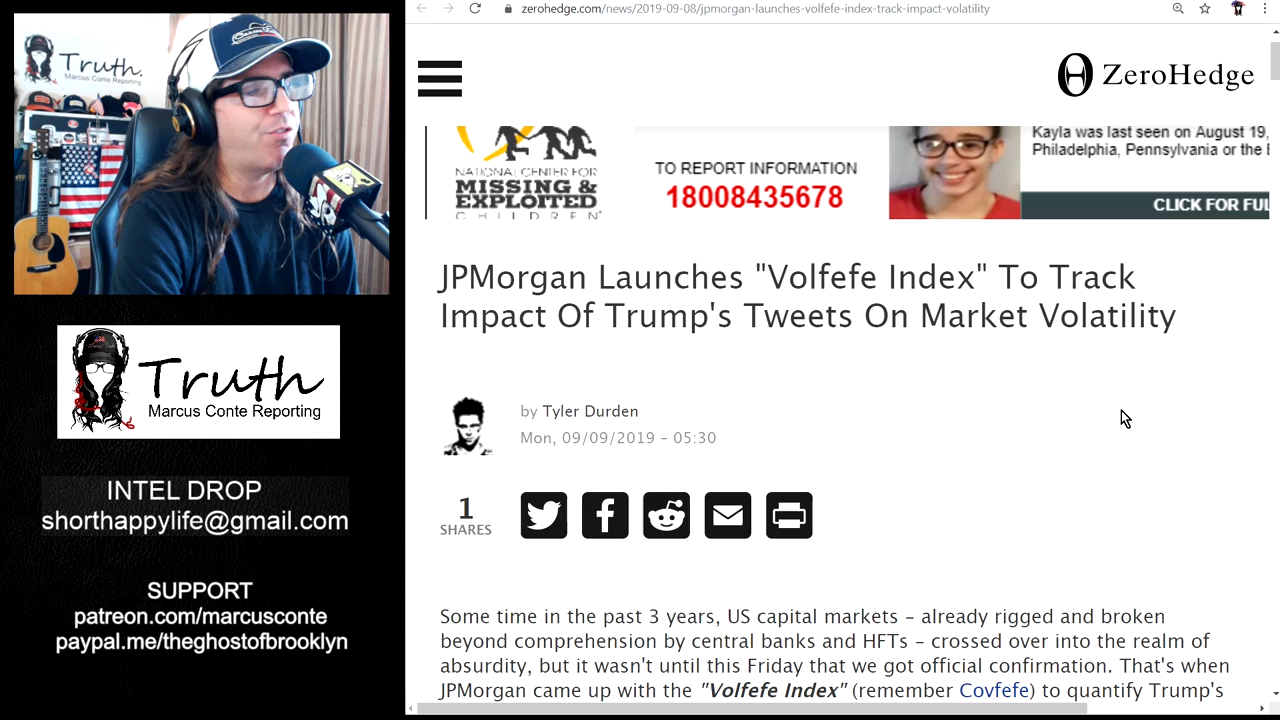 Truth.
Marcus Conte Reporting
Truth
Marcus Conte Reporting
INTEL DROP
shorthappylife@gmail.com
SUPPORT
patreon.com/marcusconte
paypal.me/theghostofbrooklyn
zerohedge.com/news/2019-09-08/jpmorgan-launches-volfefe-index-track-impact-volatility
ZeroHedge
NATIONAL CENTER FOR
MISSING &
EXPLOITED
CHILDREN
TO REPORT INFORMATION
18008435678
Kayla was last seen on August 19,
Philadelphia, Pennsylvania or the
CLICK FOR
JPMorgan Launches "Volfefe Index" To Track
Impact Of Trump's Tweets On Market Volatility
by Tyler Durden
Mon, 09/09/2019 - 05:30
1
SHARES
Some time in the past 3 years, US capital markets – already rigged and broken
beyond comprehension by central banks and HFTs – crossed over into the realm of
absurdity, but it wasn't until this Friday that we got official confirmation. That's when
JPMorgan came up with the "Volfefe Index" (remember Covfefe) to quantify Trump's